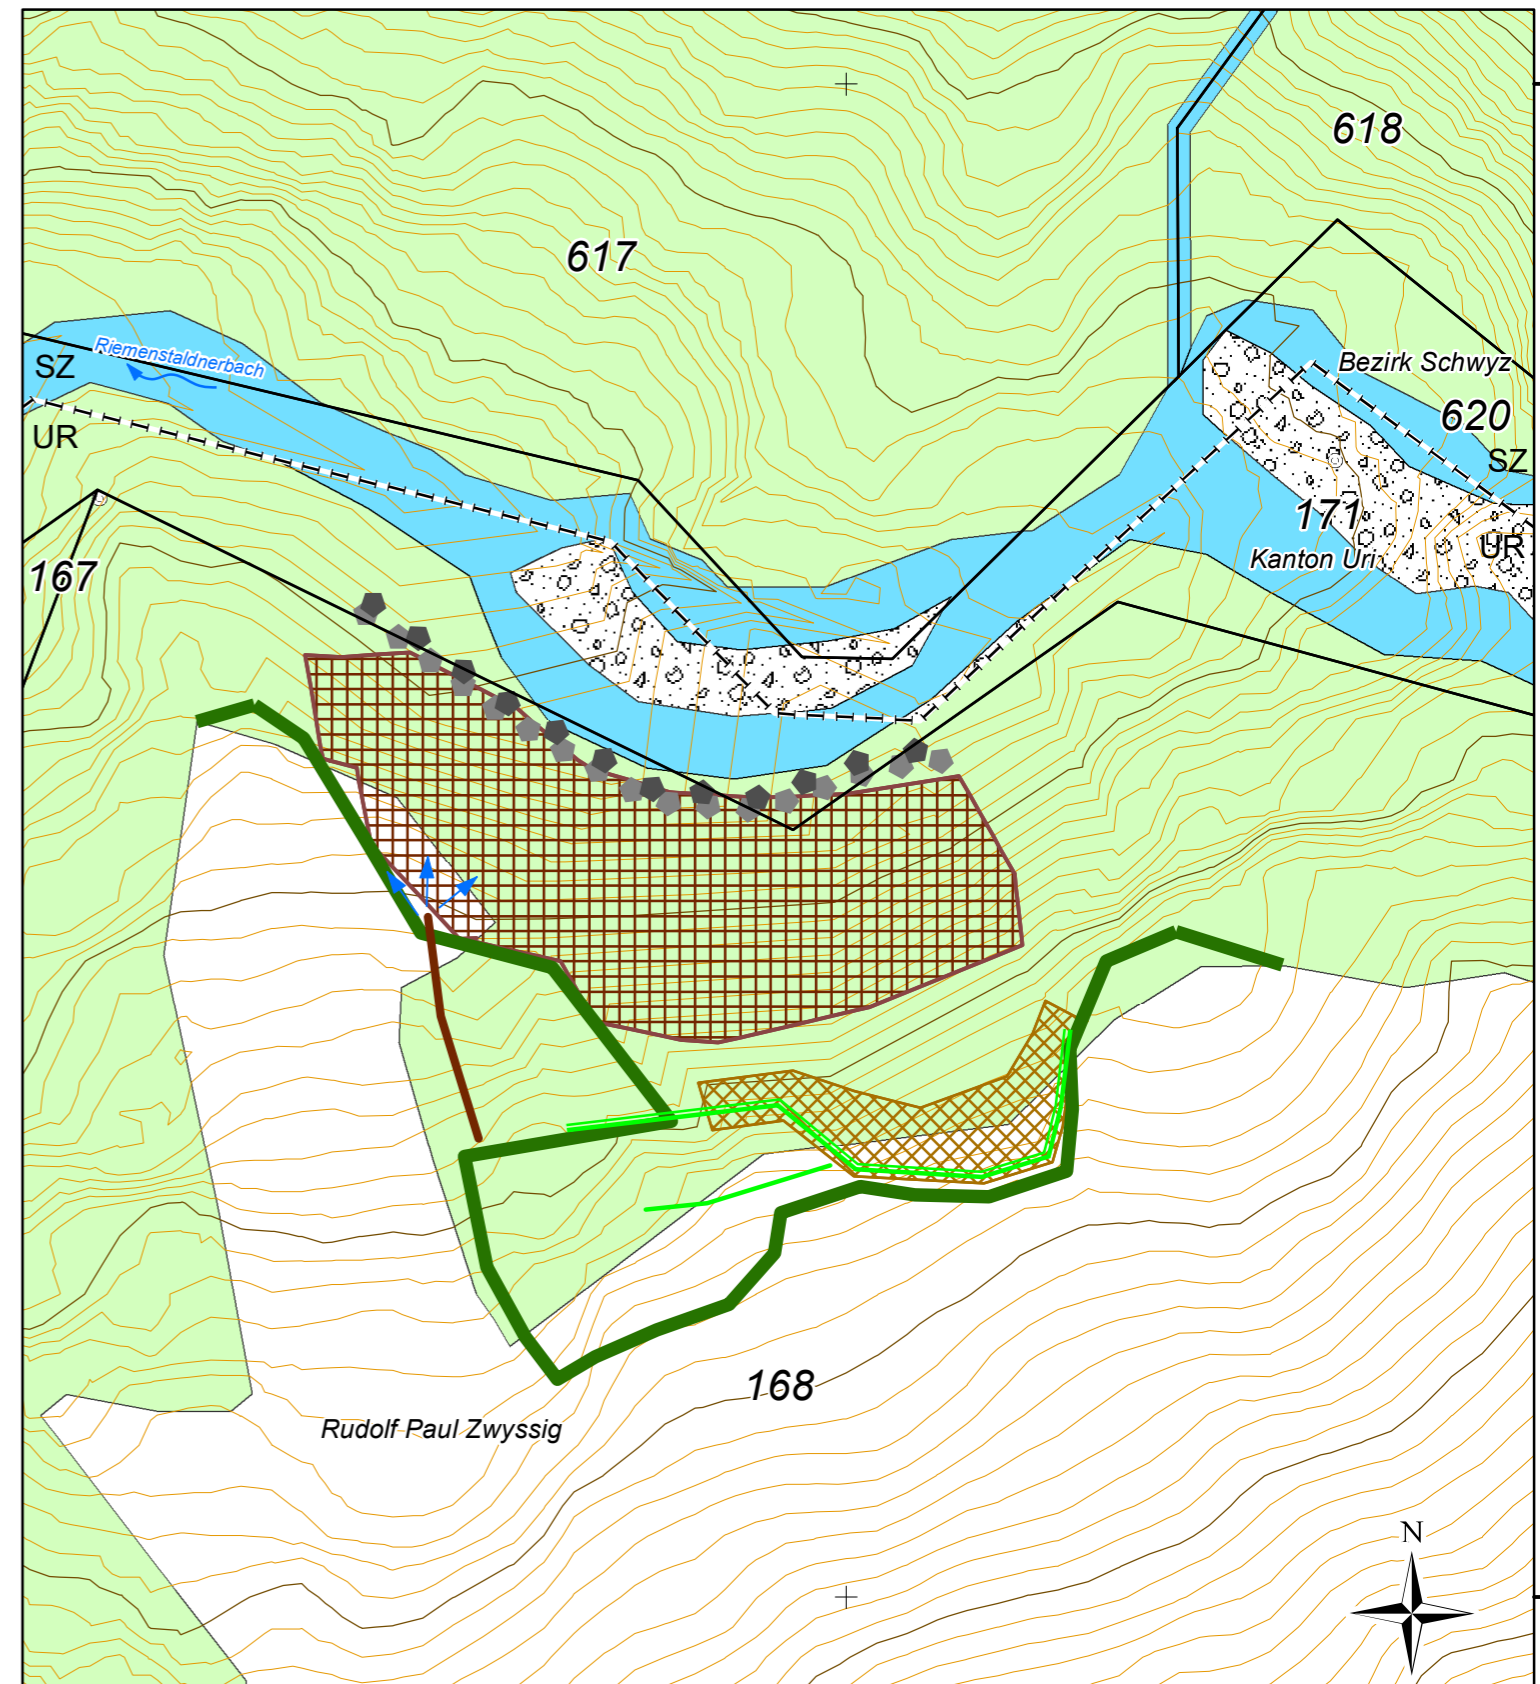 618
617
Bezirk Schwyz
Riemenstaldnerbach
SZ
620
UR
SZ
171
UR
Kanton Uri
167
168
Rudolf Paul Zwyssig
N